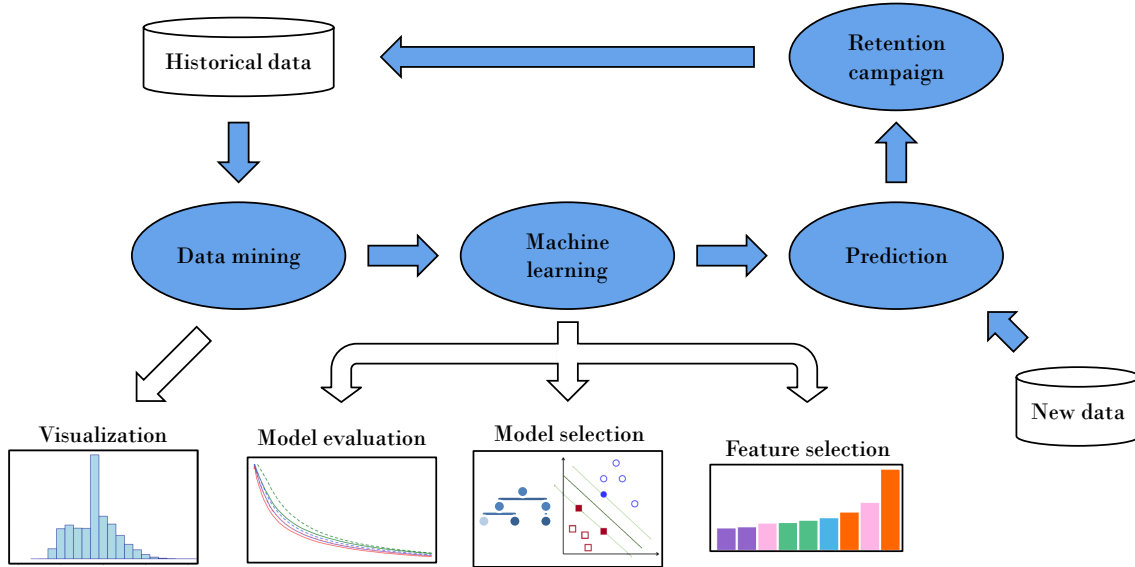 Historical data
Retention
campaign
Data mining
Machine
learning
Prediction
New data
Visualization
Model evaluation
Model selection
Feature selection